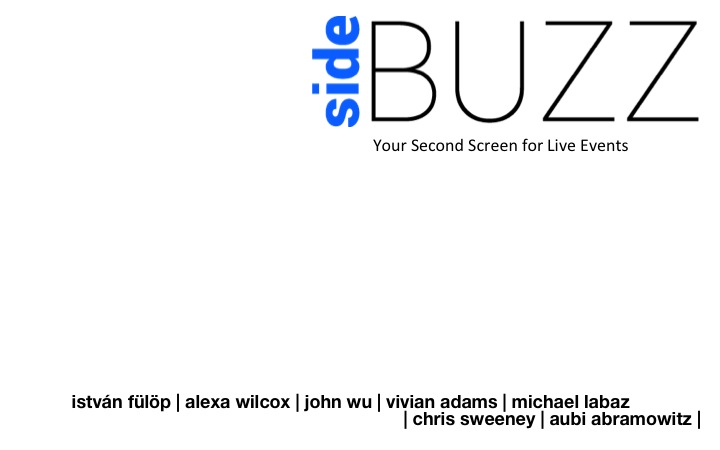 side BUZZ
Your Second Screen for Live Events
istván fülöp | alexa wilcox | john wu | vivian adams | michael labaz
| chris sweeney | aubi abramowitz |